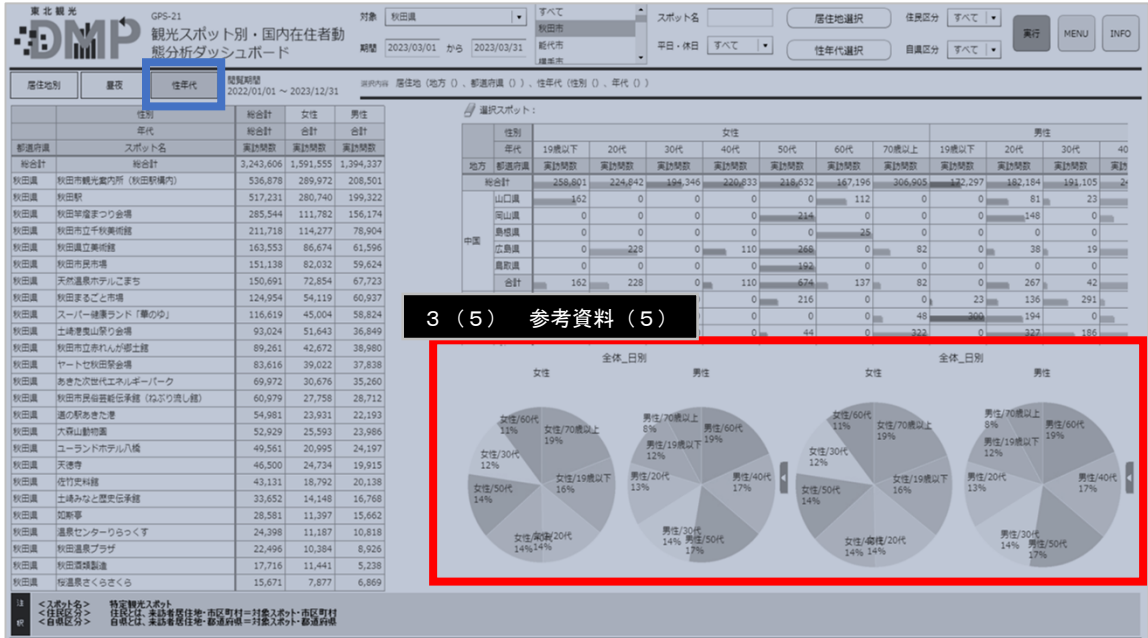 東北観光
DMP
GPS-21
観光スポット別・国内在住者動
態分析ダッシュボード
対象 秋田県
期間 2023/03/01 から 2023/03/31
すべて
秋田市
能代市
横手市
スポット名
平日・休日 すべて
居住地選択
性年代選択
住民区分 すべて
自県区分 すべて
実行
MENU
INFO
居住地別
昼夜
性年代
閲覧期間
2022/01/01 ~ 2023/12/31
選択内容 居住地 (地方 () 、都道府県 () ) 、性年代 (性別 () 、年代 () )
性別 総合計 女性 男性
年代 総合計 合計 合計
都道府県 スポット名 実訪問数 実訪問数 実訪問数
総合計 総合計 3,243,606 1,591,555 1,394,337
秋田県 秋田市観光案内所(秋田駅構内) 536,878 289,972 208,501
秋田県 秋田駅 517,231 280,740 199,322
秋田県 秋田竿燈まつり会場 285,544 111,782 156,174
秋田県 秋田市立千秋美術館 211,718 114,277 78,904
秋田県 秋田県立美術館 163,553 86,674 61,596
秋田県 秋田市民市場 151,138 82,032 59,624
秋田県 天然温泉ホテルこまち 150,691 72,854 67,723
秋田県 秋田まるごと市場 124,954 54,119 60,937
秋田県 スーパー健康ランド「華のゆ」 116,619 45,004 58,824
秋田県 土崎港曳山祭り会場 93,024 51,643 36,849
秋田県 秋田市立赤れんが郷土館 89,261 42,672 38,980
秋田県 ヤートセ秋田祭会場 83,616 39,022 37,838
秋田県 あきた次世代エネルギーパーク 69,972 30,676 35,260
秋田県 秋田市民俗芸能伝承館(ねぶり流し館) 60,979 27,758 28,712
秋田県 道の駅あきた港 54,981 23,931 22,193
秋田県 大森山動物園 52,929 25,593 23,986
秋田県 ユーランドホテル八橋 49,561 20,995 24,197
秋田県 天徳寺 46,500 24,734 19,915
秋田県 佐竹史料館 43,131 18,792 20,138
秋田県 土崎みなと歴史伝承館 33,652 14,148 16,768
秋田県 如斯亭 28,581 11,397 15,662
秋田県 温泉センターりらっくす 24,398 11,187 10,818
秋田県 秋田温泉プラザ 22,496 10,384 8,926
秋田県 秋田酒類製造 17,716 11,441 5,238
秋田県 桜温泉さくらさくら 15,671 7,877 6,869
選択スポット:
性別 女性 男性
年代 19歳以下 20代 30代 40代 50代 60代 70歳以上 19歳以下 20代 30代 40
地方 都道府県 実訪問数 実訪問数 実訪問数 実訪問数 実訪問数 実訪問数 実訪問数 実訪問数 実訪問数 実訪問数 実訪
総合計 258,801 224,842 194,346 220,833 218,632 167,196 306,905 172,297 182,184 191,105
中国
山口県 162 0 0 0 0 112 0 0 81 23
岡山県 0 0 0 0 214 0 0 0 148 0
島根県 0 0 0 0 0 25 0 0 0 0
広島県 0 228 0 110 268 0 82 0 38 19
鳥取県 0 0 0 0 192 0 0 0 0 0
合計 162 228 0 110 674 137 82 0 267 42
0 216 0 0 23 136 291
0 0 0 48 300 194 0
0 44 0 322 0 327 186
3(5) 参考資料(5)
全体_日別
女性 男性
女性/60代 11%
女性/70歳以上 19%
女性/30代 12%
女性/19歳以下 16%
女性/50代 14%
女性/20代 14%
14%
男性/70歳以上 8%
男性/60代 19%
男性/19歳以下 12%
男性/20代 13%
男性/40代 17%
男性/30代 14%
男性/50代 17%
全体_日別
女性 男性
女性/60代 11%
女性/70歳以上 19%
女性/30代 12%
女性/19歳以下 16%
女性/50代 14%
女性/20代 14%
14%
男性/70歳以上 8%
男性/60代 19%
男性/19歳以下 12%
男性/20代 13%
男性/40代 17%
男性/30代 14%
男性/50代 17%
注釈
<スポット名> 特定観光スポット
<住民区分> 住民とは、来訪者居住地・市区町村=対象スポット・市区町村
<自県区分> 自県とは、来訪者居住地・都道府県=対象スポット・都道府県